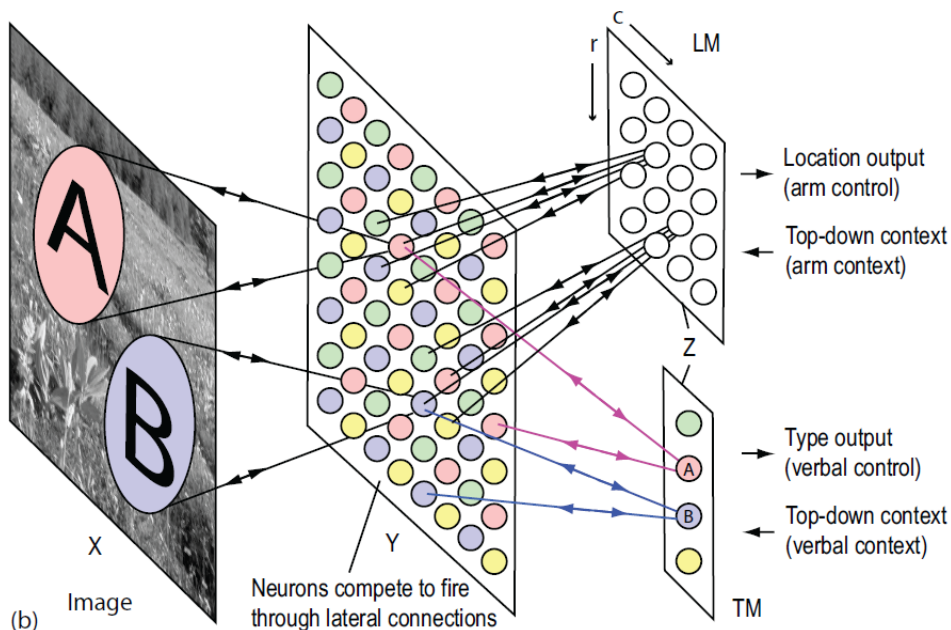 c
r
LM
A
B
Location output
(arm control)
Top-down context
(arm context)
Z
A
B
Type output
(verbal control)
Top-down context
(verbal context)
X
Y
Image
Neurons compete to fire
through lateral connections
TM
(b)